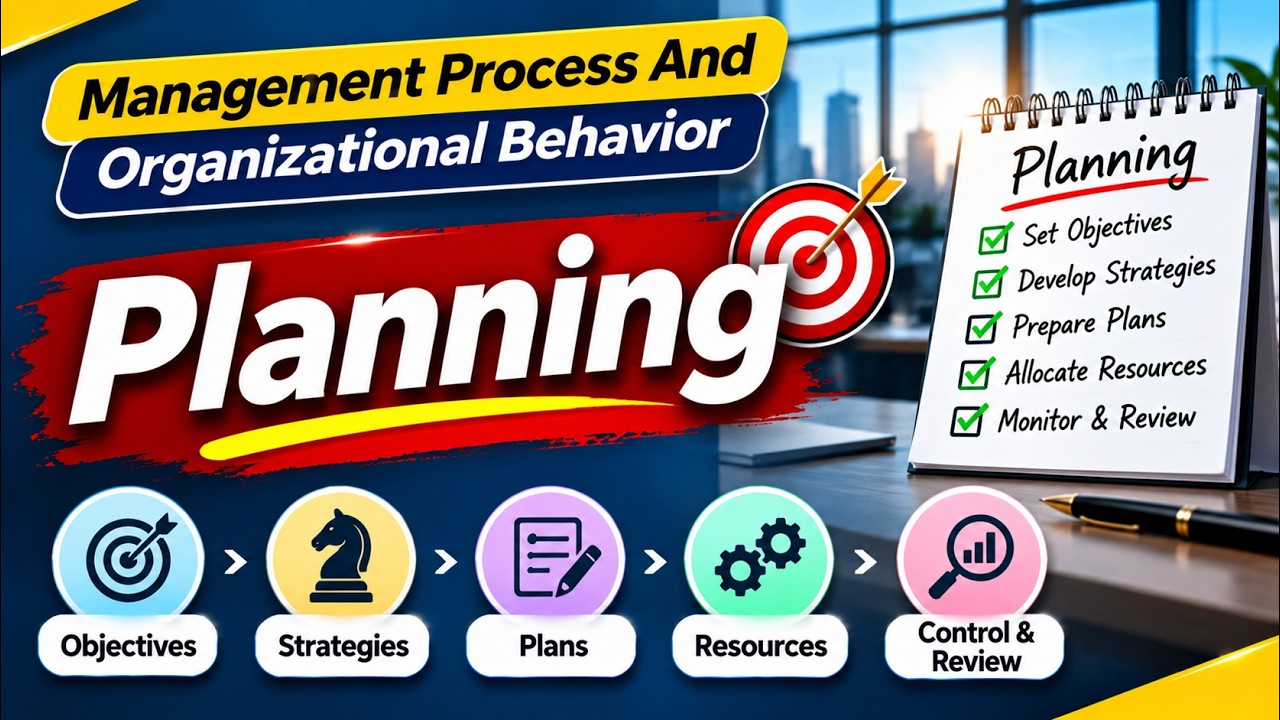 Management Process And
Organizational Behavior
Planning
Planning
Set Objectives
Develop Strategies
Prepare Plans
Allocate Resources
Monitor & Review
Objectives
Strategies
Plans
Resources
Control &
Review